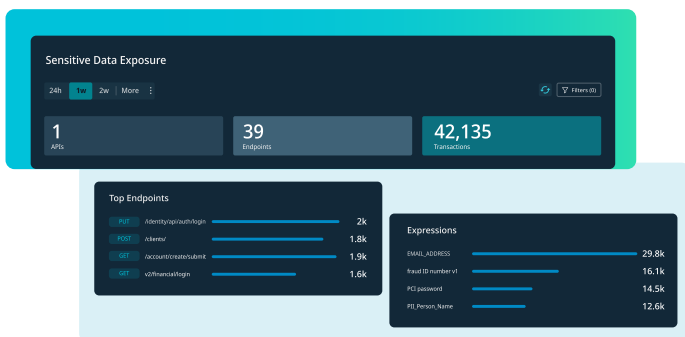 Sensitive Data Exposure
24h 1w 2w | More ⋮ Filters (0)
1 39 42,135
APIs Endpoints Transactions
Top Endpoints
PUT /identity/api/auth/login 2k
POST /clients/ 1.8k
GET /account/create/submit 1.9k
GET v2/financial/login 1.6k
Expressions
EMAIL_ADDRESS 29.8k
fraud ID number v1 16.1k
PCI password 14.5k
PII_Person_Name 12.6k